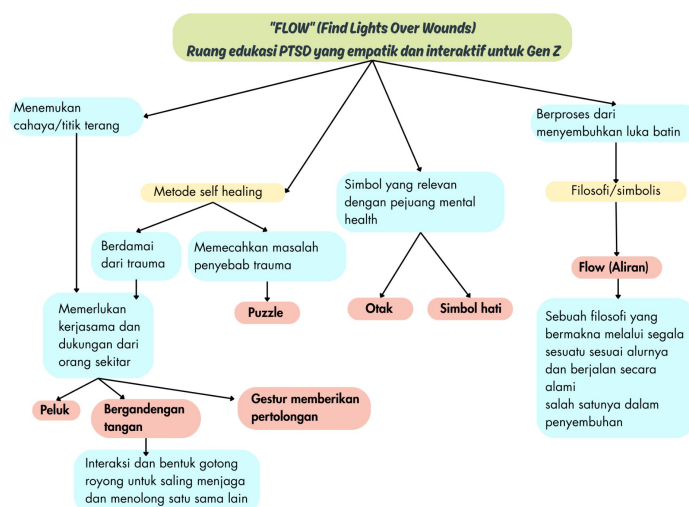 "FLOW" (Find Lights Over Wounds)
Ruang edukasi PTSD yang empatik dan interaktif untuk Gen Z
Menemukan
cahaya/titik terang
Berproses dari
menyembuhkan luka batin
Metode self healing
Simbol yang relevan
dengan pejuang mental
health
Filosofi/simbolis
Berdamai
dari trauma
Memecahkan masalah
penyebab trauma
Flow (Aliran)
Memerlukan
kerjasama dan
dukungan dari
orang sekitar
Puzzle
Otak
Simbol hati
Sebuah filosofi yang
bermakna melalui segala
sesuatu sesuai alurnya
dan berjalan secara
alami
salah satunya dalam
penyembuhan
Peluk
Bergandengan
tangan
Gestur memberikan
pertolongan
Interaksi dan bentuk gotong
royong untuk saling menjaga
dan menolong satu sama lain